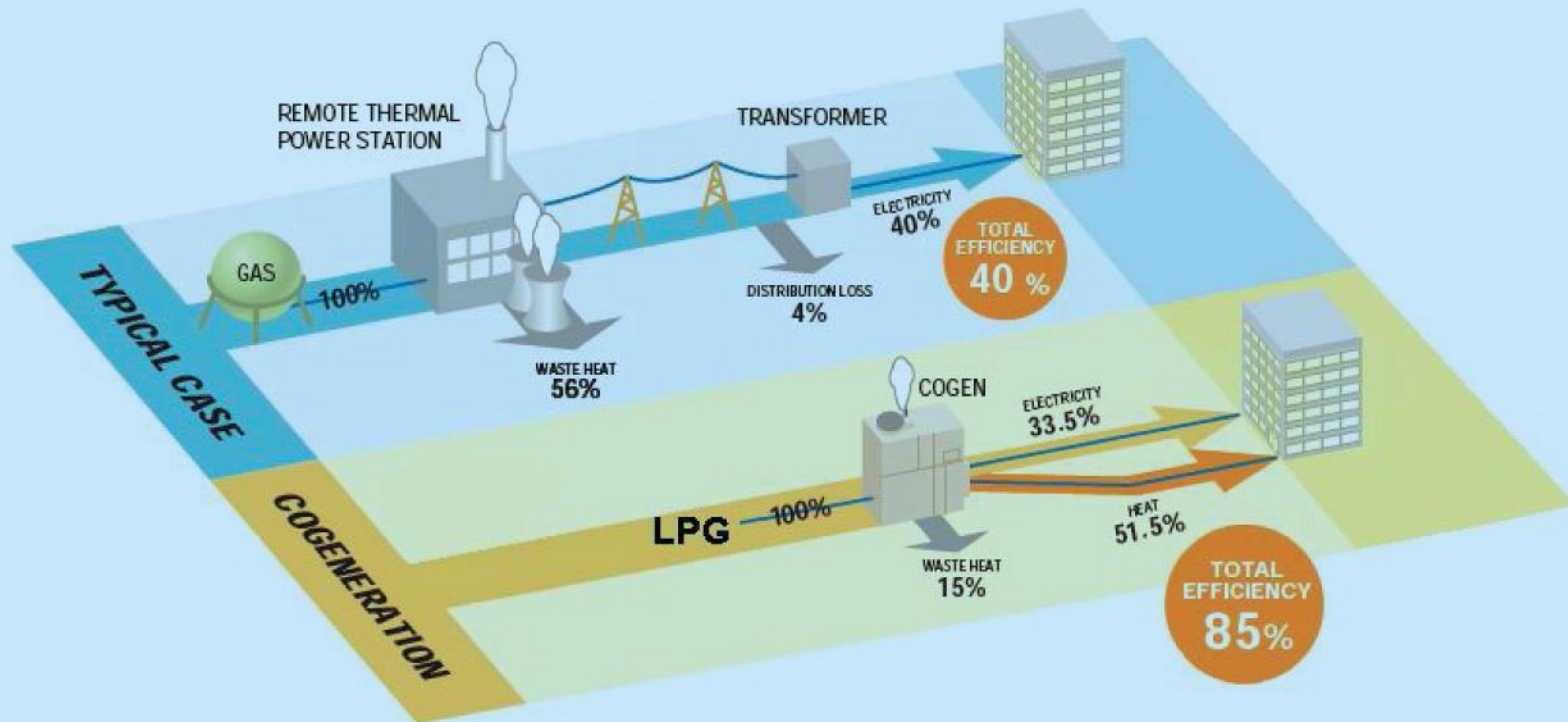 REMOTE THERMAL
POWER STATION
TRANSFORMER
GAS
100%
ELECTRICITY
40%
TOTAL
EFFICIENCY
40 %
DISTRIBUTION LOSS
4%
WASTE HEAT
56%
TYPICAL CASE
COGEN
ELECTRICITY
33.5%
LPG
100%
HEAT
51.5%
WASTE HEAT
15%
TOTAL
EFFICIENCY
85%
COGENERATION